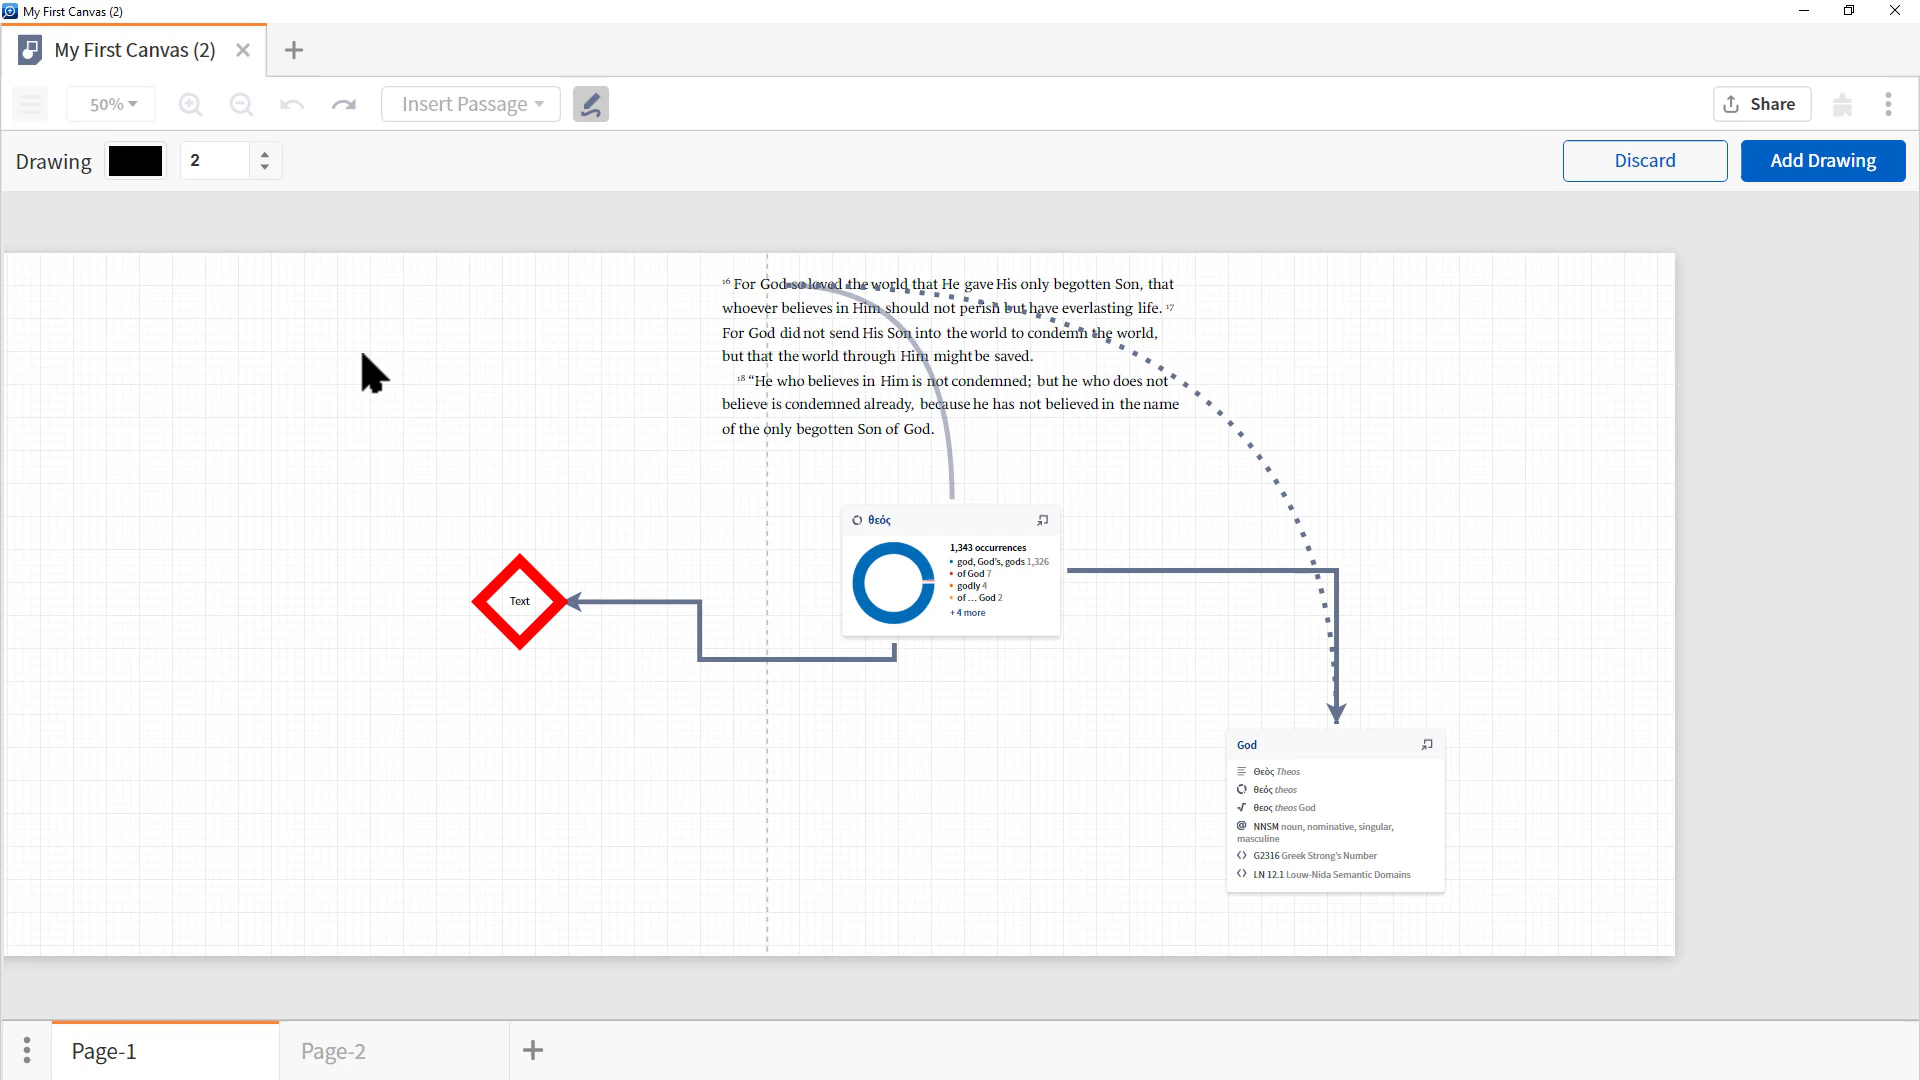 My First Canvas (2)
My First Canvas (2)
50%
Insert Passage
Share
Drawing
2
Discard
Add Drawing
16 For God so loved the world that He gave His only begotten Son, that
whoever believes in Him should not perish but have everlasting life. 17
For God did not send His Son into the world to condemn the world,
but that the world through Him might be saved.
18 “He who believes in Him is not condemned; but he who does not
believe is condemned already, because he has not believed in the name
of the only begotten Son of God.
θεός
1,343 occurrences
• god, God's, gods 1,326
• of God 7
• godly 4
• of … God 2
+ 4 more
Text
God
Θεὸς Theos
θεός theos
θεος theos God
@ NNSM noun, nominative, singular,
masculine
<> G2316 Greek Strong's Number
<> LN 12.1 Louw-Nida Semantic Domains
Page-1
Page-2